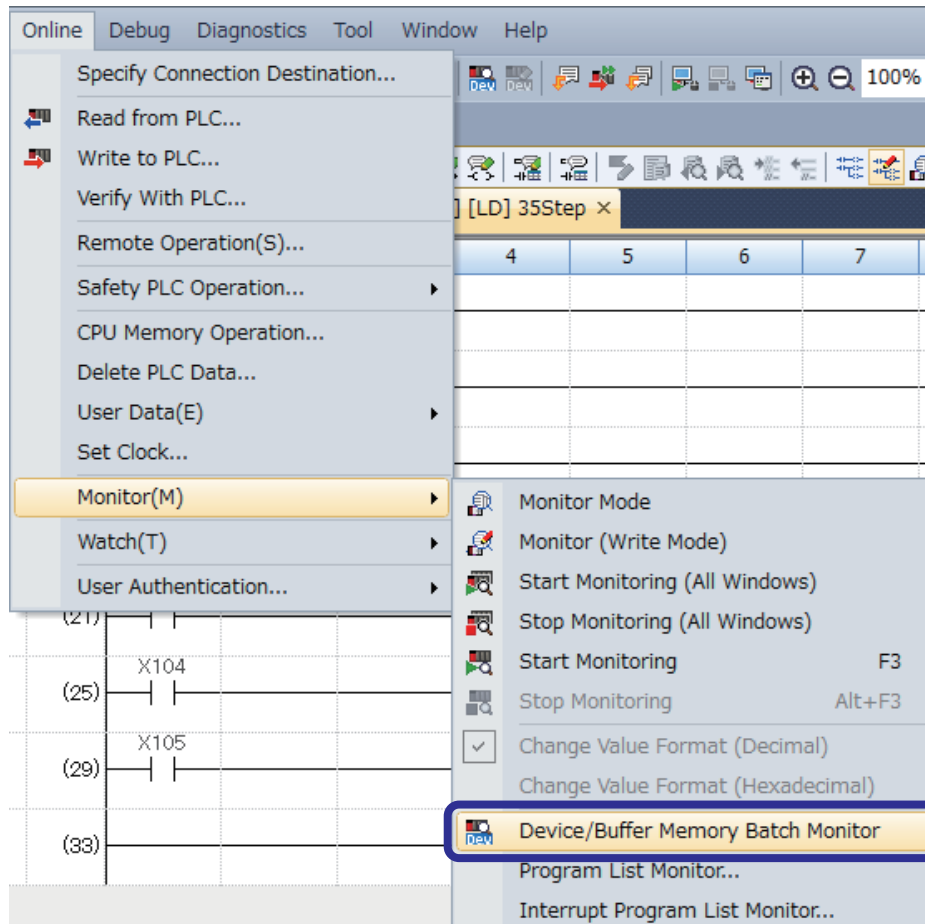 Online Debug Diagnostics Tool Window Help
Specify Connection Destination...
Dev Dev 100%
Read from PLC...
Write to PLC...
Verify With PLC...
] [LD] 35Step ×
Remote Operation(S)...
4 5 6 7
Safety PLC Operation...
CPU Memory Operation...
Delete PLC Data...
User Data(E)
Set Clock...
Monitor(M)
Monitor Mode
Watch(T)
Monitor (Write Mode)
User Authentication...
Start Monitoring (All Windows)
(21)
Stop Monitoring (All Windows)
X104
Start Monitoring F3
(25)
Stop Monitoring Alt+F3
X105
Change Value Format (Decimal)
(29)
Change Value Format (Hexadecimal)
Dev Device/Buffer Memory Batch Monitor
(33)
Program List Monitor...
Interrupt Program List Monitor...